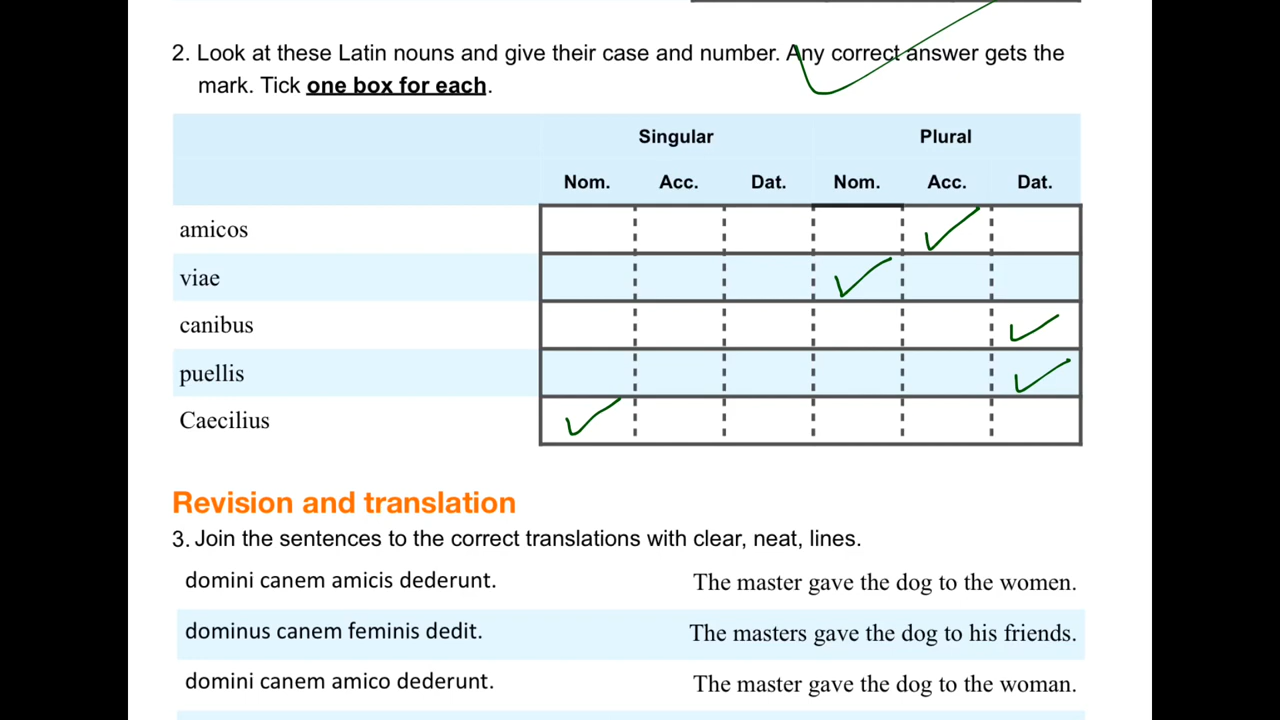 2. Look at these Latin nouns and give their case and number. Any correct answer gets the
mark. Tick one box for each.
Singular Plural
Nom. Acc. Dat. Nom. Acc. Dat.
amicos
viae
canibus
puellis
Caecilius
Revision and translation
3. Join the sentences to the correct translations with clear, neat, lines.
domini canem amicis dederunt. The master gave the dog to the women.
dominus canem feminis dedit. The masters gave the dog to his friends.
domini canem amico dederunt. The master gave the dog to the woman.